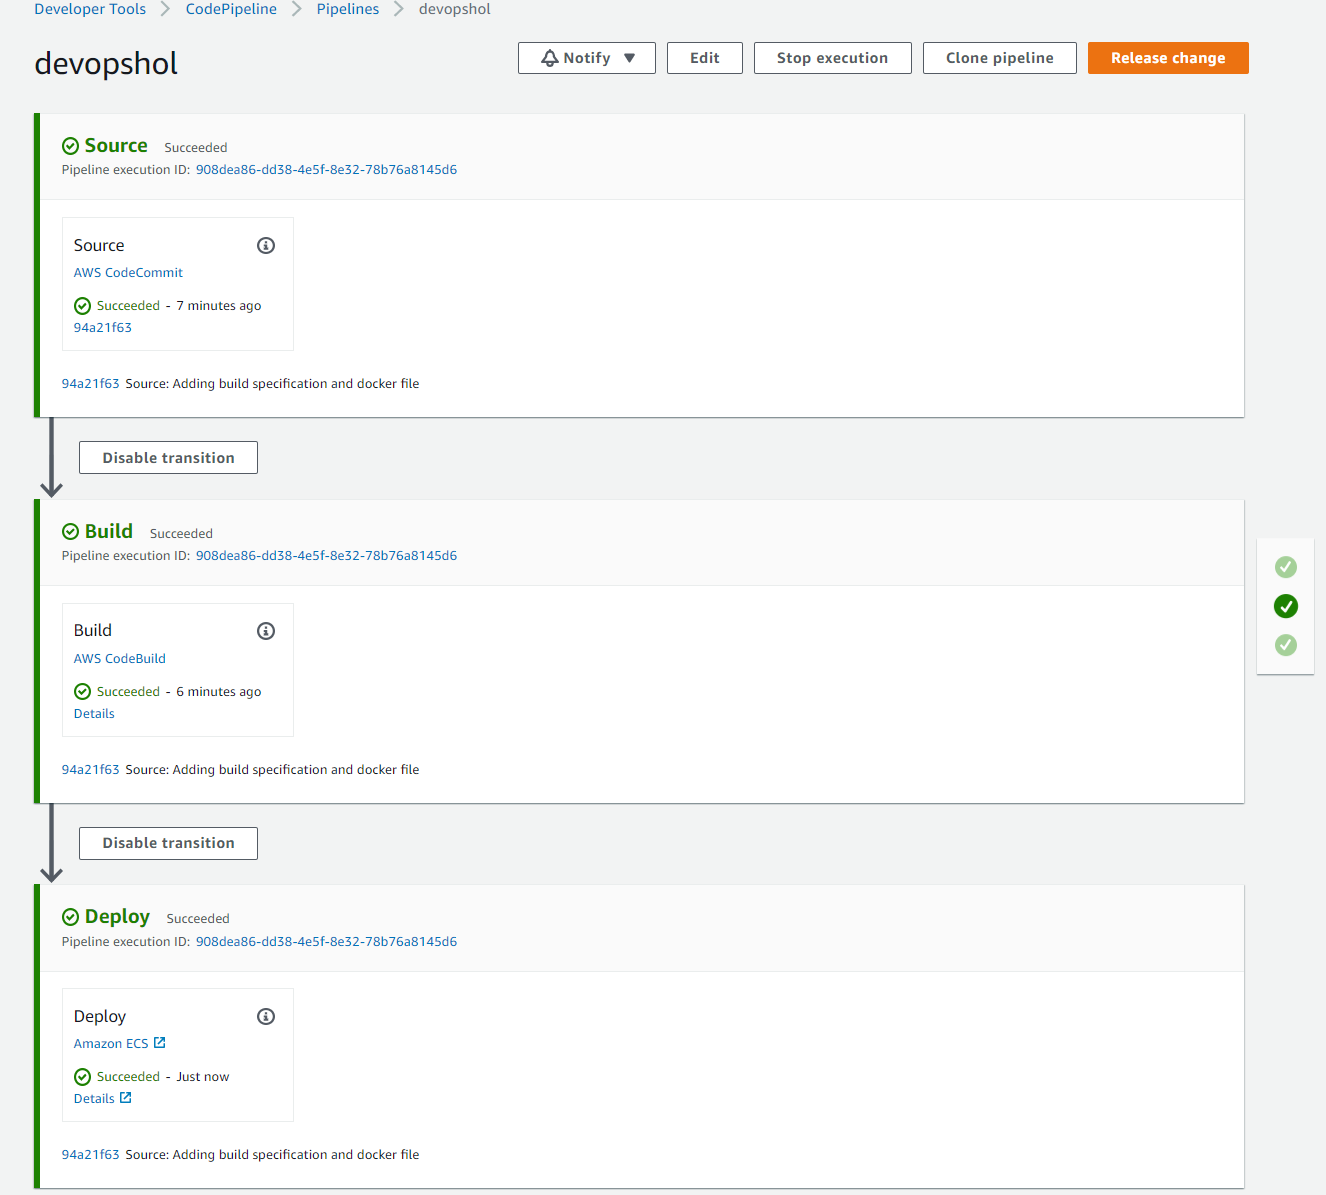 Developer Tools > CodePipeline > Pipelines > devopshol
devopshol
Notify ▼ Edit Stop execution Clone pipeline Release change
Source Succeeded
Pipeline execution ID: 908dea86-dd38-4e5f-8e32-78b76a8145d6
Source
AWS CodeCommit
Succeeded - 7 minutes ago
94a21f63
94a21f63 Source: Adding build specification and docker file
Disable transition
Build Succeeded
Pipeline execution ID: 908dea86-dd38-4e5f-8e32-78b76a8145d6
Build
AWS CodeBuild
Succeeded - 6 minutes ago
Details
94a21f63 Source: Adding build specification and docker file
Disable transition
Deploy Succeeded
Pipeline execution ID: 908dea86-dd38-4e5f-8e32-78b76a8145d6
Deploy
Amazon ECS
Succeeded - Just now
Details
94a21f63 Source: Adding build specification and docker file